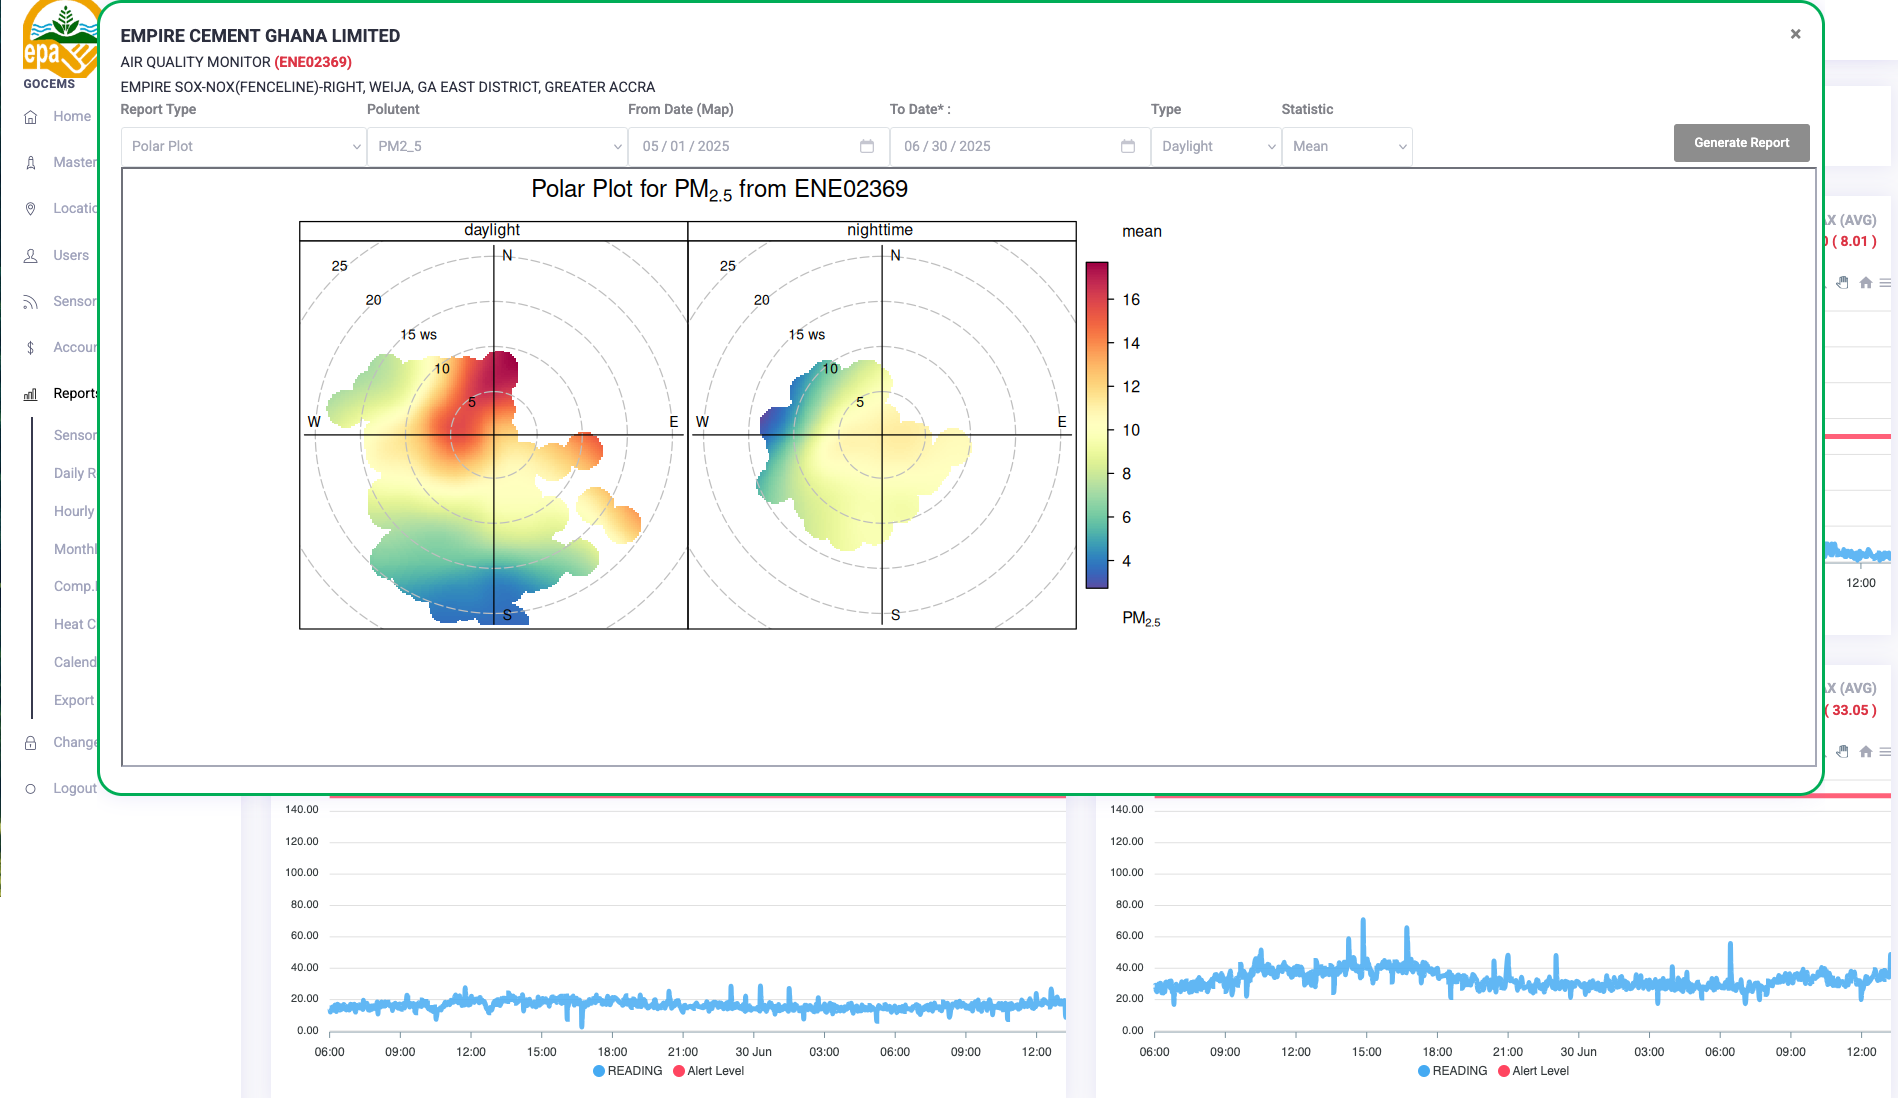 epa
GOCEMS
Home
Master
Locatic
Users
Sensor
Accour
Reports
Sensor
Daily R
Hourly
Monthl
Comp.
Heat C
Calend
Export
Change
Logout
EMPIRE CEMENT GHANA LIMITED
×
AIR QUALITY MONITOR (ENE02369)
EMPIRE SOX-NOX(FENCELINE)-RIGHT, WEIJA, GA EAST DISTRICT, GREATER ACCRA
Report Type Polutent From Date (Map) To Date* : Type Statistic
Polar Plot PM2_5 05 / 01 / 2025 06 / 30 / 2025 Daylight Mean Generate Report
Polar Plot for PM2.5 from ENE02369
daylight nighttime mean
N
25
20
15 ws
10
5
W E
S
N
25
20
15 ws
10
5
W E
S
16
14
12
10
8
6
4
PM2.5
X (AVG)
( 8.01 )
12:00
X (AVG)
( 33.05 )
140.00
120.00
100.00
80.00
60.00
40.00
20.00
0.00
06:00 09:00 12:00 15:00 18:00 21:00 30 Jun 03:00 06:00 09:00 12:00
READING Alert Level
140.00
120.00
100.00
80.00
60.00
40.00
20.00
0.00
06:00 09:00 12:00 15:00 18:00 21:00 30 Jun 03:00 06:00 09:00 12:00
READING Alert Level